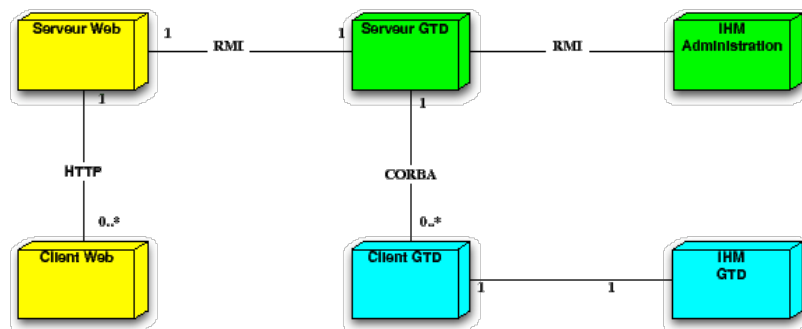 Serveur Web
1
RMI
1
Serveur GTD
RMI
IHM
Administration
1
1
HTTP
CORBA
0..*
0..*
Client Web
Client GTD
1
1
IHM
GTD